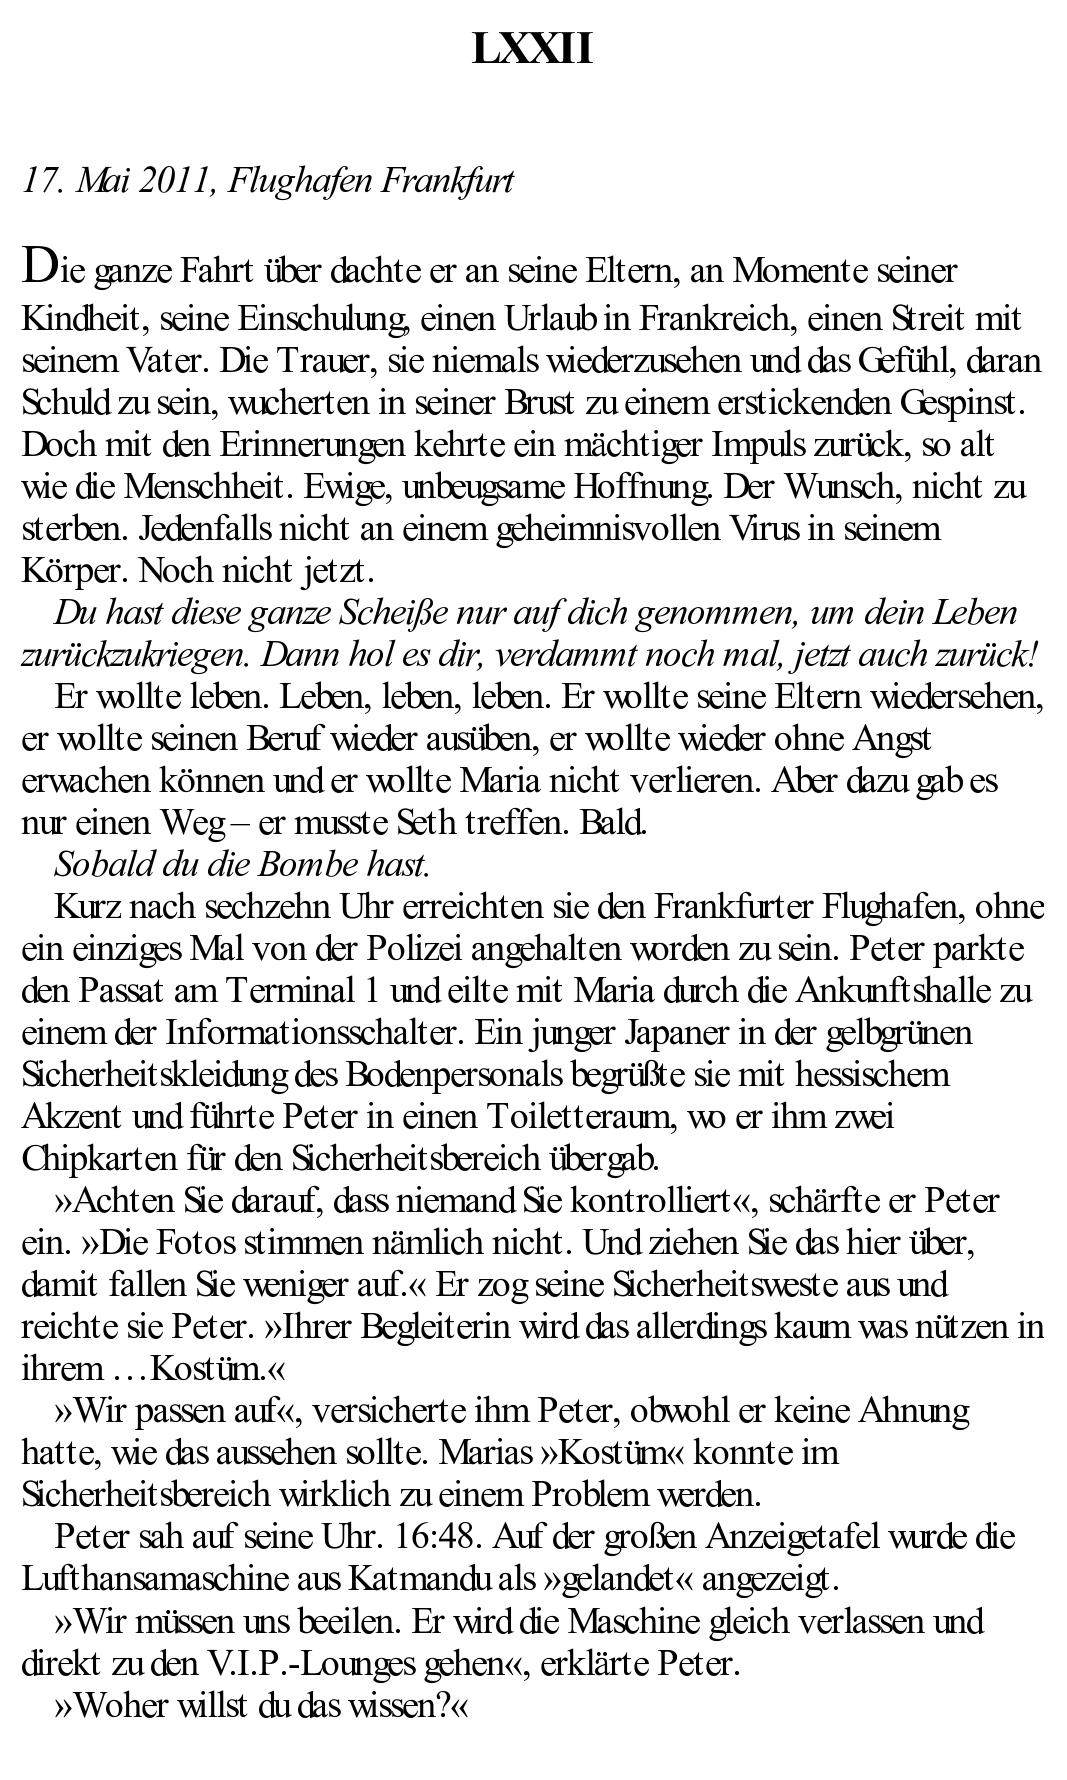 LXXII
17. Mai 2011, Flughafen Frankfurt
Die ganze Fahrt über dachte er an seine Eltern, an Momente seiner
Kindheit, seine Einschulung, einen Urlaub in Frankreich, einen Streit mit
seinem Vater. Die Trauer, sie niemals wiederzusehen und das Gefühl, daran
Schuld zu sein, wucherten in seiner Brust zu einem erstickenden Gespinst.
Doch mit den Erinnerungen kehrte ein mächtiger Impuls zurück, so alt
wie die Menschheit. Ewige, unbeugsame Hoffnung. Der Wunsch, nicht zu
sterben. Jedenfalls nicht an einem geheimnisvollen Virus in seinem
Körper. Noch nicht jetzt.
Du hast diese ganze Scheiße nur auf dich genommen, um dein Leben
zurückzukriegen. Dann hol es dir, verdammt noch mal, jetzt auch zurück!
Er wollte leben. Leben, leben, leben. Er wollte seine Eltern wiedersehen,
er wollte seinen Beruf wieder ausüben, er wollte wieder ohne Angst
erwachen können und er wollte Maria nicht verlieren. Aber dazu gab es
nur einen Weg – er musste Seth treffen. Bald.
Sobald du die Bombe hast.
Kurz nach sechzehn Uhr erreichten sie den Frankfurter Flughafen, ohne
ein einziges Mal von der Polizei angehalten worden zu sein. Peter parkte
den Passat am Terminal 1 und eilte mit Maria durch die Ankunftshalle zu
einem der Informationsschalter. Ein junger Japaner in der gelbgrünen
Sicherheitskleidung des Bodenpersonals begrüßte sie mit hessischem
Akzent und führte Peter in einen Toiletteraum, wo er ihm zwei
Chipkarten für den Sicherheitsbereich übergab.
»Achten Sie darauf, dass niemand Sie kontrolliert«, schärfte er Peter
ein. »Die Fotos stimmen nämlich nicht. Und ziehen Sie das hier über,
damit fallen Sie weniger auf.« Er zog seine Sicherheitsweste aus und
reichte sie Peter. »Ihrer Begleiterin wird das allerdings kaum was nützen in
ihrem … Kostüm.«
»Wir passen auf«, versicherte ihm Peter, obwohl er keine Ahnung
hatte, wie das aussehen sollte. Marias »Kostüm« konnte im
Sicherheitsbereich wirklich zu einem Problem werden.
Peter sah auf seine Uhr. 16:48. Auf der großen Anzeigetafel wurde die
Lufthansamaschine aus Katmandu als »gelandet« angezeigt.
»Wir müssen uns beeilen. Er wird die Maschine gleich verlassen und
direkt zu den V.I.P.-Lounges gehen«, erklärte Peter.
»Woher willst du das wissen?«